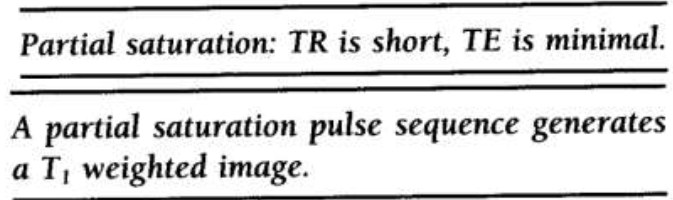 Partial saturation: TR is short, TE is minimal.
A partial saturation pulse sequence generates
a T₁ weighted image.